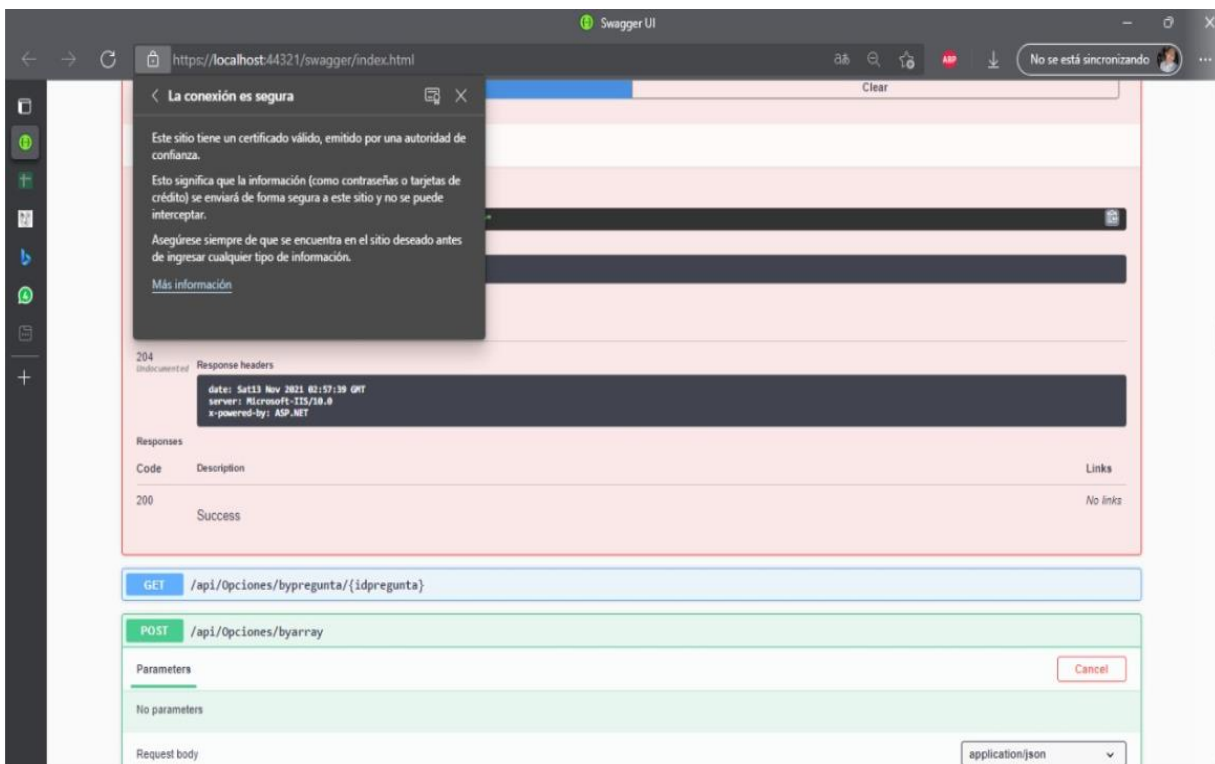 Swagger UI
https://localhost:44321/swagger/index.html
aあ
ABP
No se está sincronizando
La conexión es segura
Este sitio tiene un certificado válido, emitido por una autoridad de
confianza.
Esto significa que la información (como contraseñas o tarjetas de
crédito) se enviará de forma segura a este sitio y no se puede
interceptar.
Asegúrese siempre de que se encuentra en el sitio deseado antes
de ingresar cualquier tipo de información.
Más información
Clear
204
Undocumented
Response headers
date: Sat13 Nov 2021 02:57:39 GMT
server: Microsoft-IIS/10.0
x-powered-by: ASP.NET
Responses
Code Description Links
200 Success No links
GET /api/Opciones/bypregunta/{idpregunta}
POST /api/Opciones/byarray
Parameters Cancel
No parameters
Request body application/json